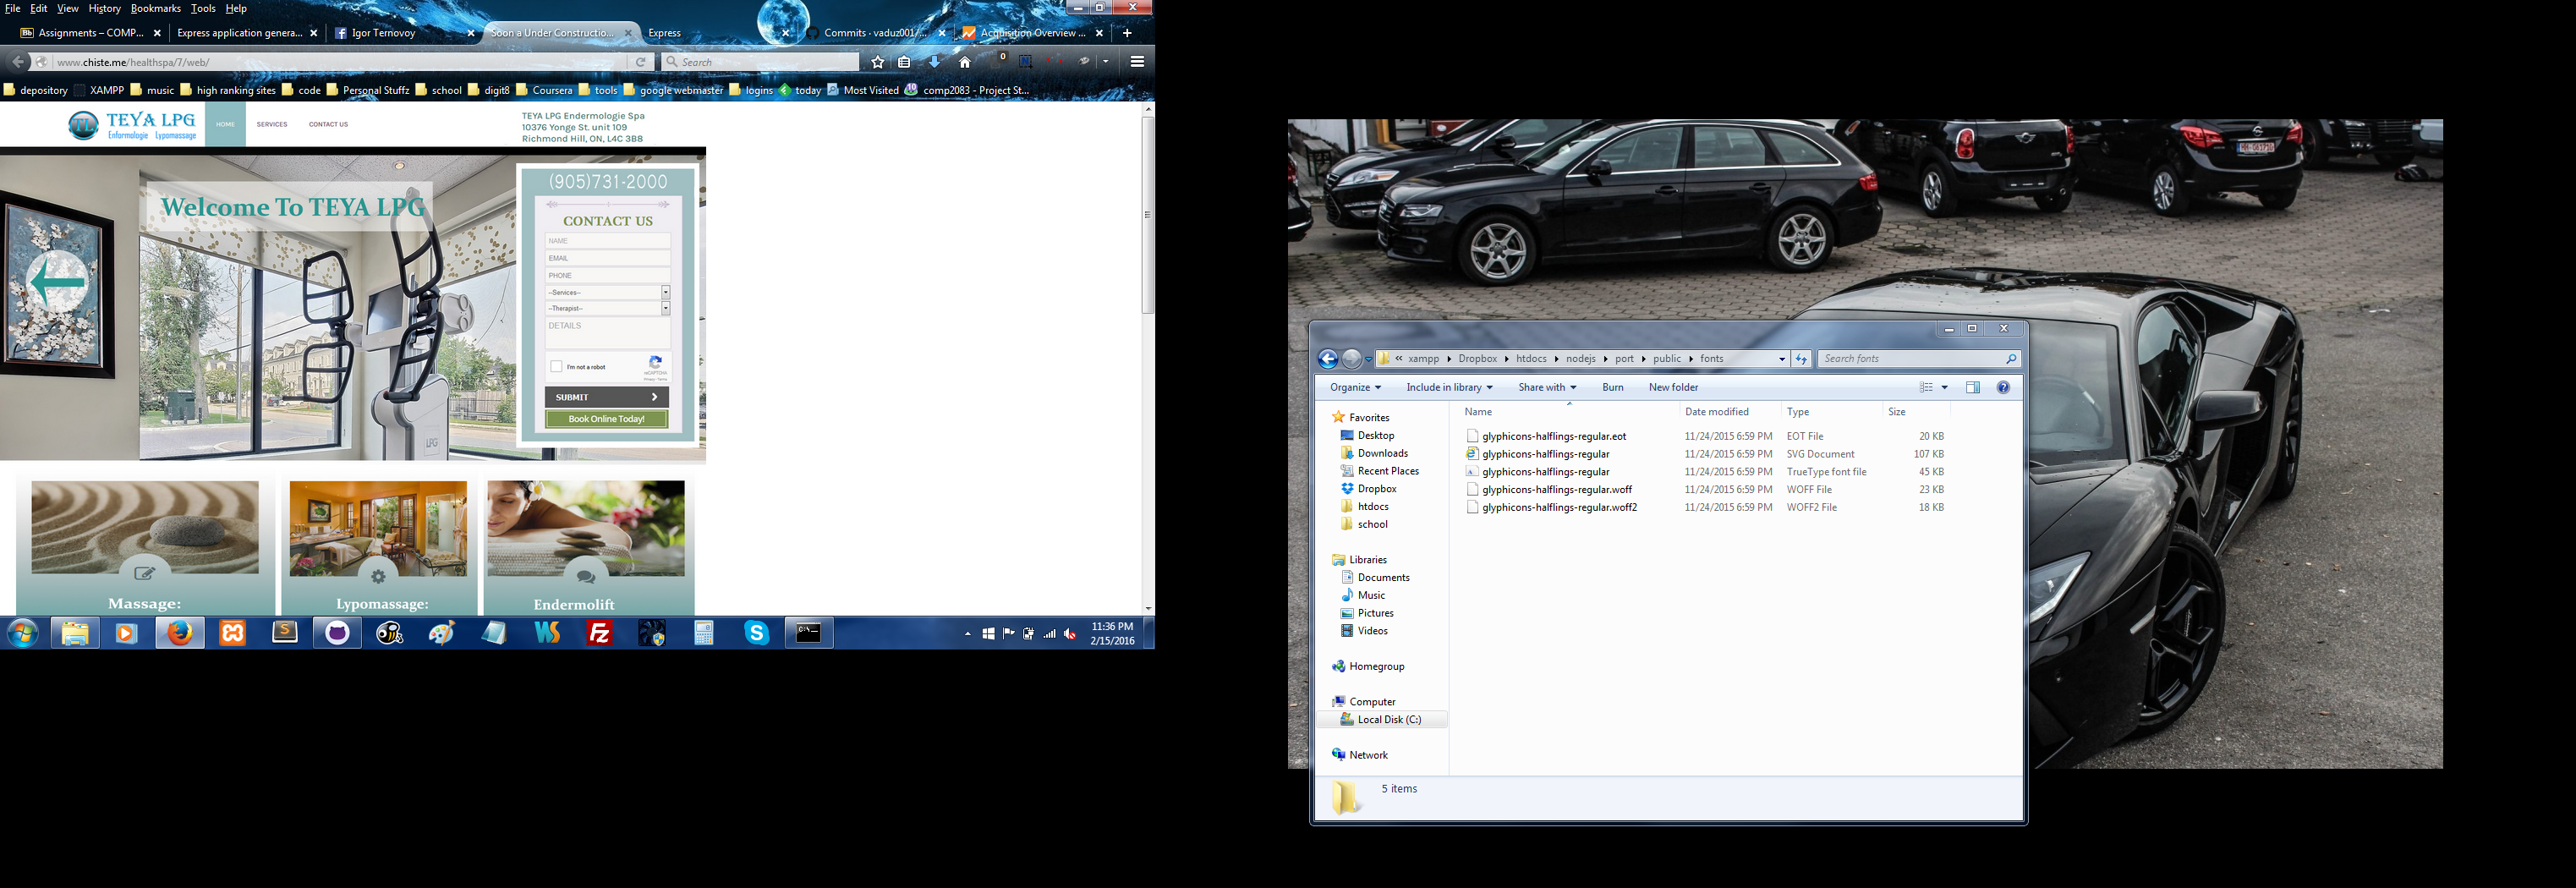 File Edit View History Bookmarks Tools Help
Assignments – COMP...
Express application genera...
Igor Ternovoy
Soon a Under Constructio...
Express
Commits · vaduz001/...
Acquisition Overview ...
www.chiste.me/healthspa/7/web/
Search
0
depository XAMPP music high ranking sites code Personal Stuffz school digit8 Coursera tools google webmaster logins today Most Visited comp2083 - Project St...
TEYA LPG
Enformologie Lypomassage
HOME SERVICES CONTACT US
TEYA LPG Endermologie Spa
10376 Yonge St. unit 109
Richmond Hill, ON, L4C 3B8
Welcome To TEYA LPG
LPG
(905)731-2000
CONTACT US
NAME
EMAIL
PHONE
--Services--
--Therapist--
DETAILS
I'm not a robot
reCAPTCHA
Privacy - Terms
SUBMIT
Book Online Today!
Massage:
Lypomassage:
Endermolift
11:36 PM
2/15/2016
« xampp Dropbox htdocs nodejs port public fonts
Search fonts
Organize Include in library Share with Burn New folder
Favorites
Desktop
Downloads
Recent Places
Dropbox
htdocs
school
Libraries
Documents
Music
Pictures
Videos
Homegroup
Computer
Local Disk (C:)
Network
Name Date modified Type Size
glyphicons-halflings-regular.eot 11/24/2015 6:59 PM EOT File 20 KB
glyphicons-halflings-regular 11/24/2015 6:59 PM SVG Document 107 KB
glyphicons-halflings-regular 11/24/2015 6:59 PM TrueType font file 45 KB
glyphicons-halflings-regular.woff 11/24/2015 6:59 PM WOFF File 23 KB
glyphicons-halflings-regular.woff2 11/24/2015 6:59 PM WOFF2 File 18 KB
5 items